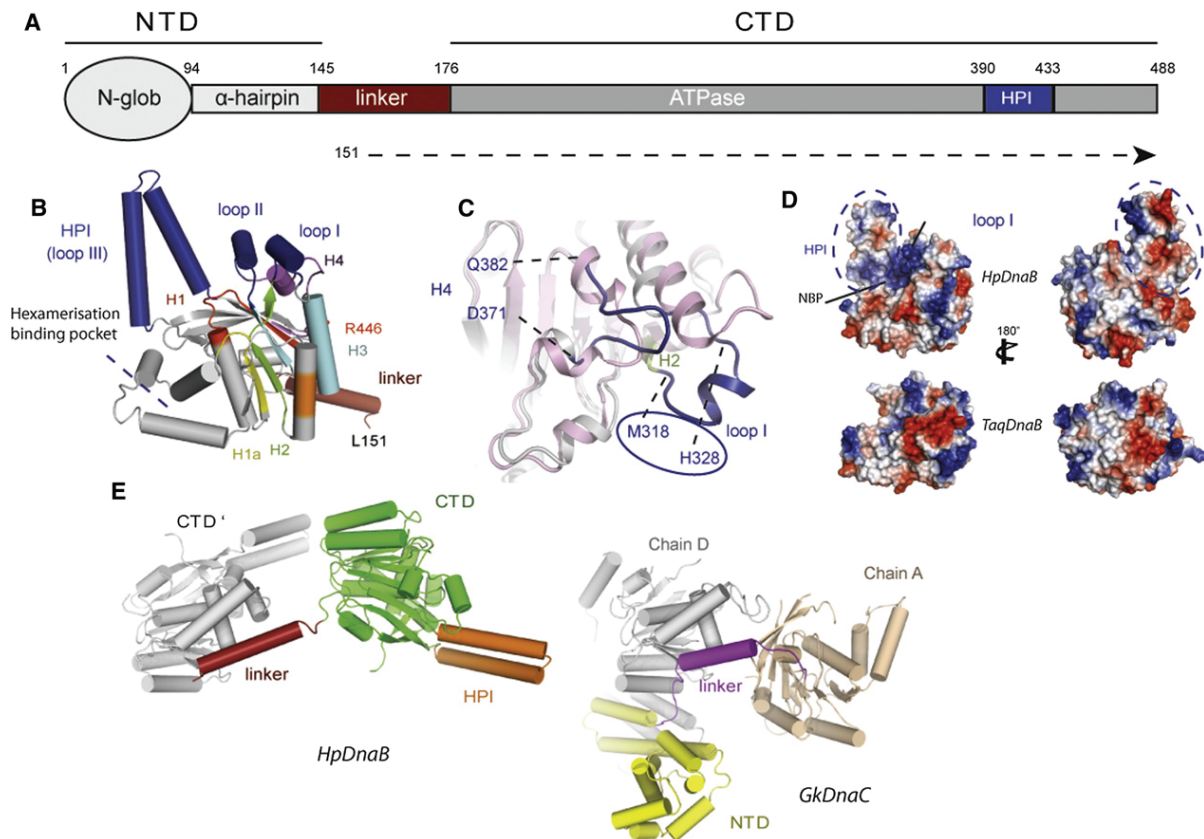 A
NTD
CTD
1
94
145
176
390
433
488
N-glob
α-hairpin
linker
ATPase
HPI
151
B
HPI
(loop III)
loop II
loop I
H4
H1
Hexamerisation
binding pocket
R446
H3
linker
L151
H1a
H2
C
Q382
H4
D371
H2
M318
H328
loop I
D
HPI
loop I
NBP
HpDnaB
180°
TaqDnaB
E
CTD '
CTD
linker
HPI
HpDnaB
Chain D
Chain A
linker
NTD
GkDnaC